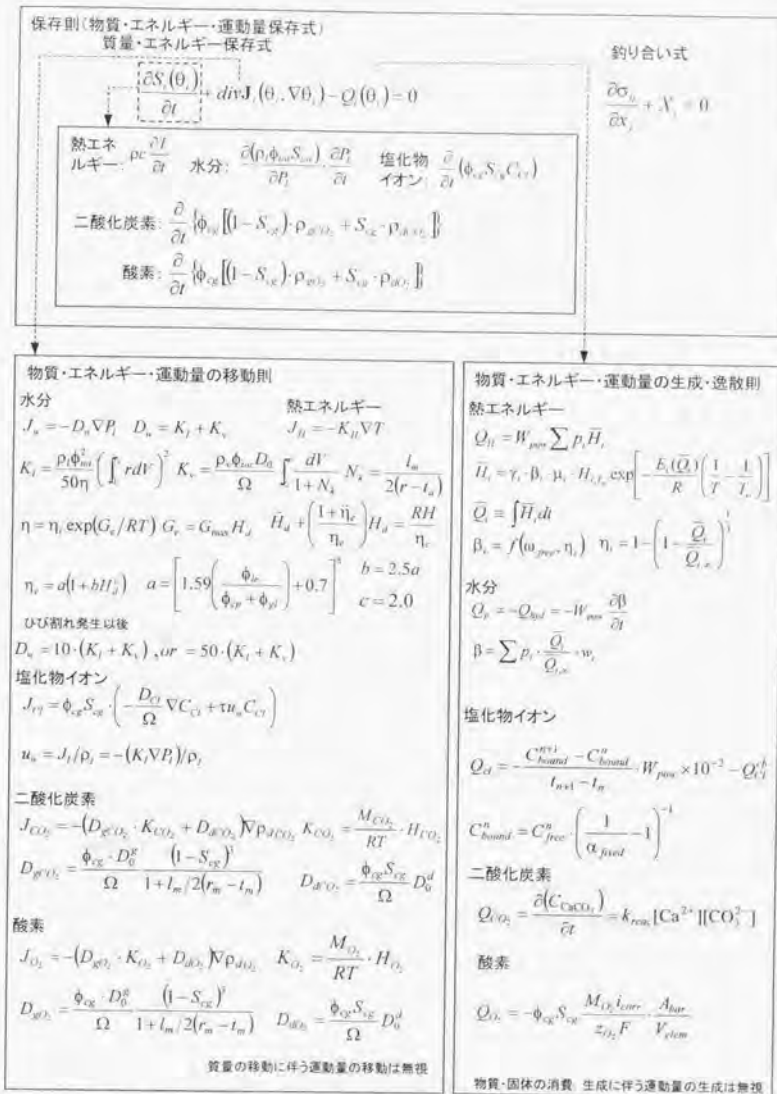 保存則(物質・エネルギー・運動量保存式)
質量・エネルギー保存式
∂S_i(θ_i)/∂t + divJ_i(θ_i, ∇θ_i) − Q_i(θ_i) = 0
釣り合い式
∂σ_ij/∂x_j + X_i = 0
熱エネルギー: ρc ∂T/∂t
水分: ∂(ρ_l φ_tot S_tot)/∂P_l · ∂P_l/∂t
塩化物イオン: ∂/∂t (φ_cg S_cg C_Cl)
二酸化炭素: ∂/∂t {φ_cg[(1 − S_cg)·ρ_gCO₂ + S_cg·ρ_dCO₂]}
酸素: ∂/∂t {φ_cg[(1 − S_cg)·ρ_gO₂ + S_cg·ρ_dO₂]}
物質・エネルギー・運動量の移動則
水分
J_w = −D_w∇P_l D_w = K_l + K_v
熱エネルギー
J_H = −K_H∇T
K_l = ρ_l φ_tot²/50η (∫ rdV)² K_v = ρ_v φ_tot D_0/Ω ∫ dV/(1 + N_k) N_k = l_m/2(r − t_a)
η = η_i exp(G_e/RT) G_e = G_max H_d Ḣ_d + ((1 + η̇_e)/η_e)H_d = RH/η_e
η_e = a(1 + bH_d^c) a = [1.59(φ_lr/(φ_cp + φ_gl)) + 0.7] b = 2.5a
c = 2.0
ひび割れ発生以後
D_w = 10·(K_l + K_v) ,or = 50·(K_l + K_v)
塩化物イオン
J_Cl = φ_cg S_cg·(−D_Cl/Ω ∇C_Cl + τu_w C_Cl)
u_w = J_l/ρ_l = −(K_l∇P_l)/ρ_l
二酸化炭素
J_CO₂ = −(D_gCO₂·K_CO₂ + D_dCO₂)∇ρ_dCO₂ K_CO₂ = M_CO₂/RT · H_CO₂
D_gCO₂ = φ_cg·D_0^g/Ω (1 − S_cg)³/(1 + l_m/2(r_m − t_m)) D_dCO₂ = φ_cg S_cg/Ω D_0^d
酸素
J_O₂ = −(D_gO₂·K_O₂ + D_dO₂)∇ρ_dO₂ K_O₂ = M_O₂/RT · H_O₂
D_gO₂ = φ_cg·D_0^g/Ω · (1 − S_cg)³/(1 + l_m/2(r_m − t_m)) D_dO₂ = φ_cg S_cg/Ω D_0^d
質量の移動に伴う運動量の移動は無視
物質・エネルギー・運動量の生成・逸散則
熱エネルギー
Q_H = W_pow ∑ p_i H̄_i
H̄_i = γ_i·β_i·μ_i·H_i,T₀ exp[−E_i(Q̄_i)/R (1/T − 1/T₀)]
Q̄_i ≡ ∫H̄_i dt
β_i = f(ω_free, η_i) η_i = 1 − (1 − Q̄_i/Q̄_i,∞)^(1/3)
水分
Q_p = −Q_hyd = −W_pow ∂β/∂t
β = ∑ p_i · Q̄_i/Q̄_i,∞ · w_i
塩化物イオン
Q_cl = −(C_bound^(n+1) − C_bound^n)/(t_(n+1) − t_n) · W_pow × 10⁻² − Q_Cl^cb
C_bound^n = C_free^n · (1/α_fixed − 1)⁻¹
二酸化炭素
Q_CO₂ = ∂(C_CaCO₃)/∂t = k_reac[Ca²⁺][CO₃²⁻]
酸素
Q_O₂ = −φ_cg S_cg M_O₂ i_corr/z_O₂ F · A_bar/V_elem
物質・固体の消費 生成に伴う運動量の生成は無視